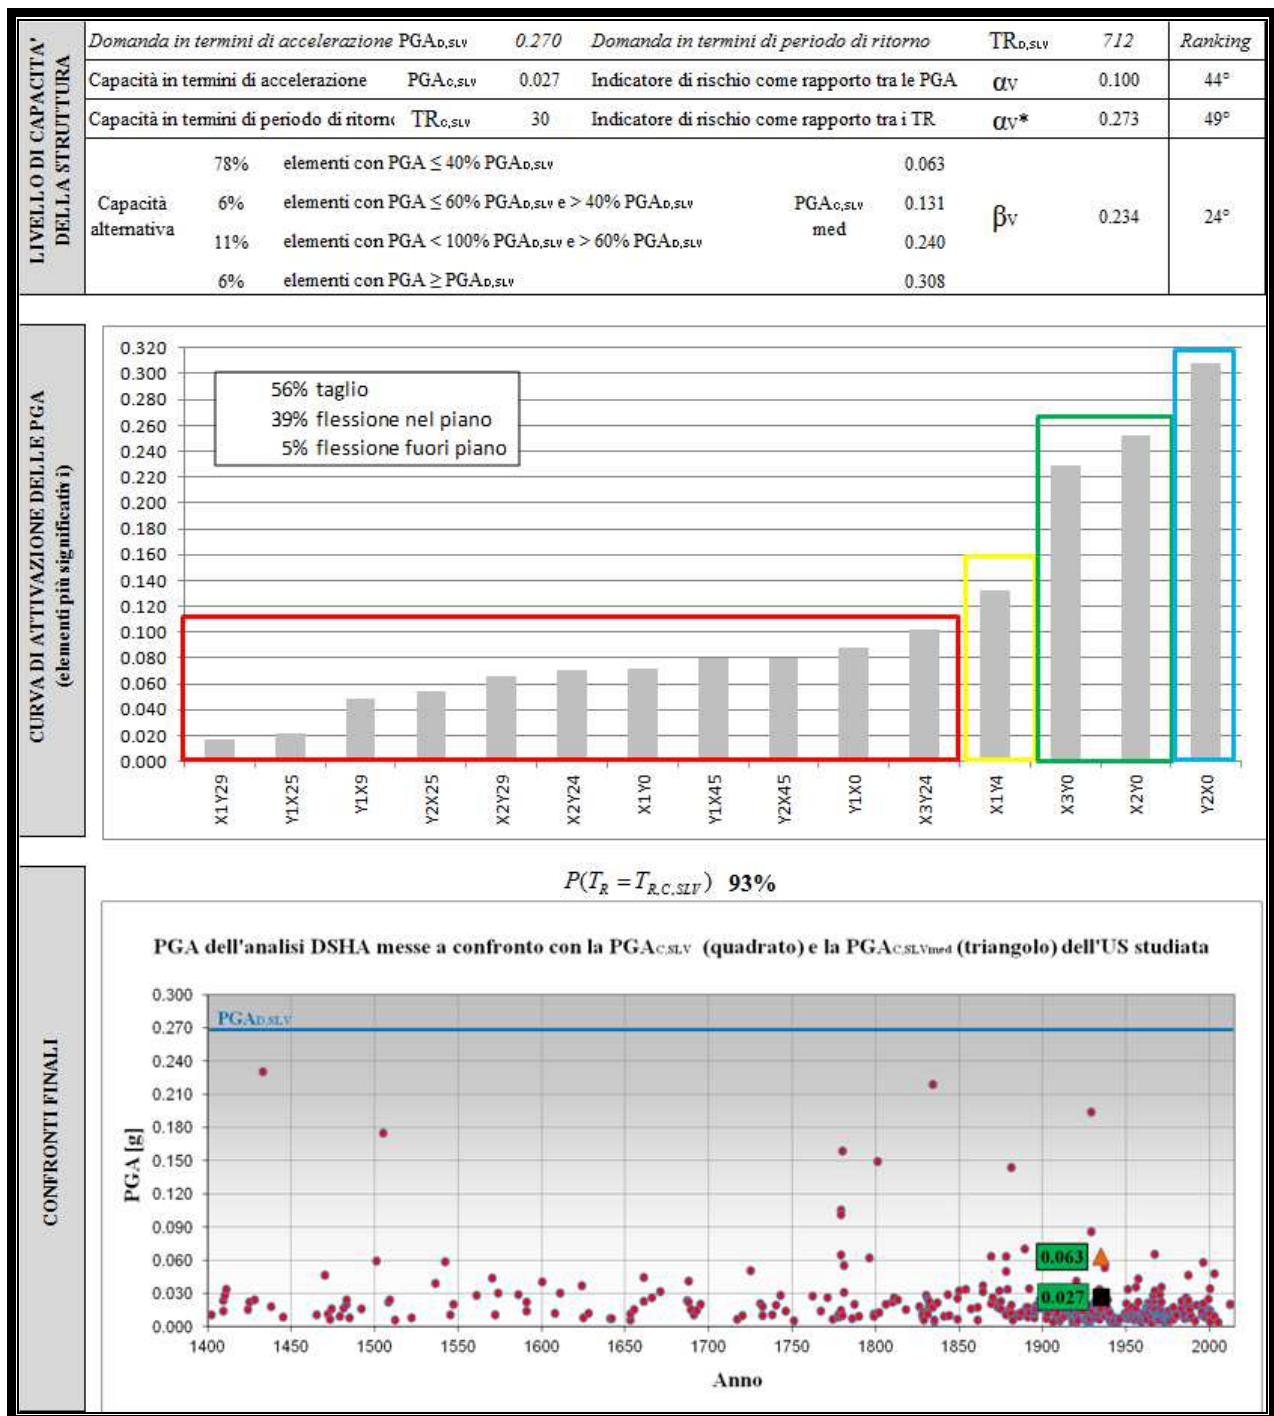 LIVELLO DI CAPACITA'
DELLA STRUTTURA
Domanda in termini di accelerazione PGAD,SLV 0.270 Domanda in termini di periodo di ritorno TRD,SLV 712 Ranking
Capacità in termini di accelerazione PGAC,SLV 0.027 Indicatore di rischio come rapporto tra le PGA αV 0.100 44°
Capacità in termini di periodo di ritorno TRC,SLV 30 Indicatore di rischio come rapporto tra i TR αV* 0.273 49°
Capacità
alternativa
78% elementi con PGA ≤ 40% PGAD,SLV 0.063
6% elementi con PGA ≤ 60% PGAD,SLV e > 40% PGAD,SLV 0.131
11% elementi con PGA < 100% PGAD,SLV e > 60% PGAD,SLV 0.240
6% elementi con PGA ≥ PGAD,SLV 0.308
PGAC,SLV
med
βV 0.234 24°
CURVA DI ATTIVAZIONE DELLE PGA
(elementi più significativi)
0.320
0.300
0.280
0.260
0.240
0.220
0.200
0.180
0.160
0.140
0.120
0.100
0.080
0.060
0.040
0.020
0.000
56% taglio
39% flessione nel piano
5% flessione fuori piano
X1Y29 Y1X25 Y1X9 Y2X25 X2Y29 X2Y24 X1Y0 Y1X45 Y2X45 Y1X0 X3Y24 X1Y4 X3Y0 X2Y0 Y2X0
CONFRONTI FINALI
P(TR = TR,C,SLV) 93%
PGA dell'analisi DSHA messe a confronto con la PGAC,SLV (quadrato) e la PGAC,SLVmed (triangolo) dell'US studiata
PGA [g]
0.300
0.270
0.240
0.210
0.180
0.150
0.120
0.090
0.060
0.030
0.000
PGAD,SLV
0.063
0.027
1400 1450 1500 1550 1600 1650 1700 1750 1800 1850 1900 1950 2000
Anno